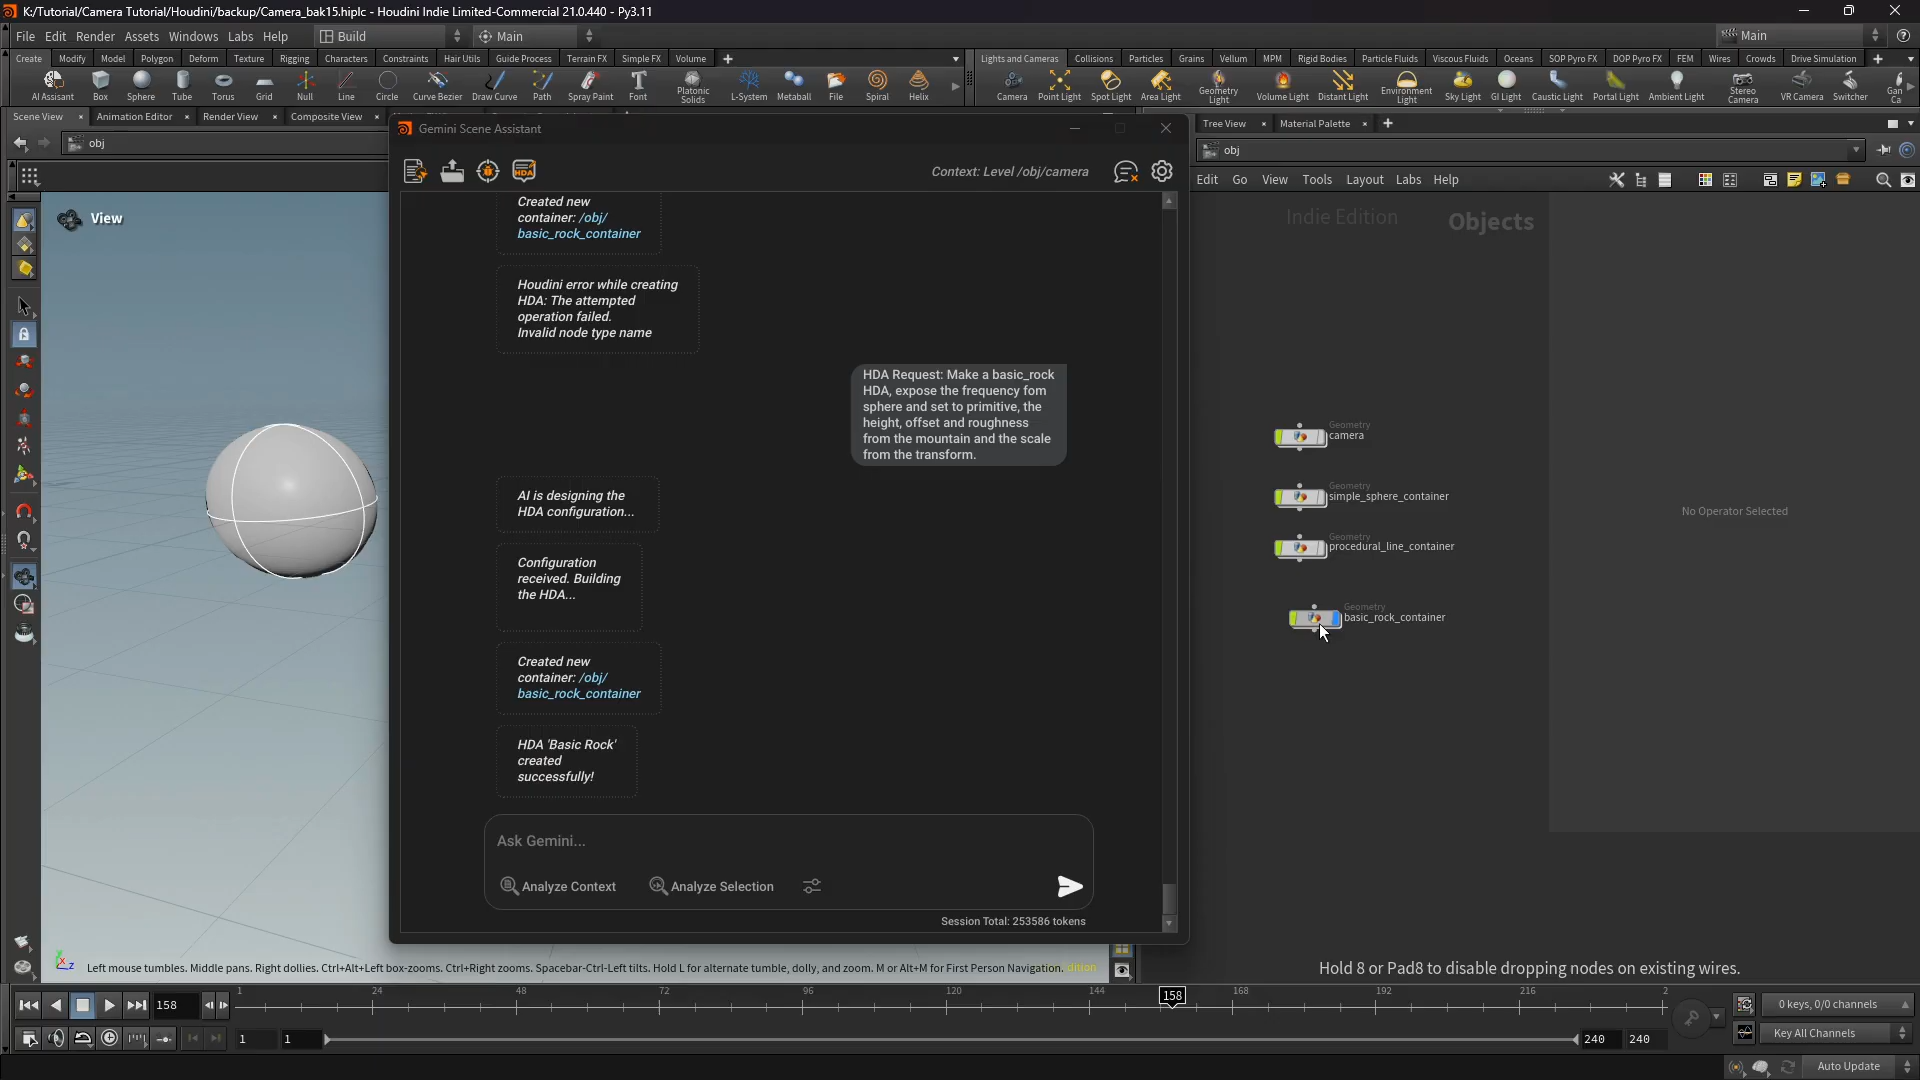 K:/Tutorial/Camera Tutorial/Houdini/backup/Camera_bak15.hiplc - Houdini Indie Limited-Commercial 21.0.440 - Py3.11
File Edit Render Assets Windows Labs Help Build Main Main
Create Modify Model Polygon Deform Texture Rigging Characters Constraints Hair Utils Guide Process Terrain FX Simple FX Volume
Lights and Cameras Collisions Particles Grains Vellum MPM Rigid Bodies Particle Fluids Viscous Fluids Oceans SOP Pyro FX DOP Pyro FX FEM Wires Crowds Drive Simulation
AI Assisant Box Sphere Tube Torus Grid Null Line Circle Curve Bezier Draw Curve Path Spray Paint Font Platonic Solids L-System Metaball File Spiral Helix
Camera Point Light Spot Light Area Light Geometry Light Volume Light Distant Light Environment Light Sky Light GI Light Caustic Light Portal Light Ambient Light Stereo Camera VR Camera Switcher Gan Ca
Scene View Animation Editor Render View Composite View
Tree View Material Palette
obj
obj
View
Gemini Scene Assistant
HDA
Context: Level /obj/camera
Edit Go View Tools Layout Labs Help
Indie Edition
Objects
Created new
container: /obj/
basic_rock_container
Houdini error while creating
HDA: The attempted
operation failed.
Invalid node type name
HDA Request: Make a basic_rock
HDA, expose the frequency fom
sphere and set to primitive, the
height, offset and roughness
from the mountain and the scale
from the transform.
AI is designing the
HDA configuration...
Configuration
received. Building
the HDA...
Created new
container: /obj/
basic_rock_container
HDA 'Basic Rock'
created
successfully!
Ask Gemini...
Analyze Context Analyze Selection
Session Total: 253586 tokens
Geometry
camera
Geometry
simple_sphere_container
Geometry
procedural_line_container
Geometry
basic_rock_container
No Operator Selected
Left mouse tumbles. Middle pans. Right dollies. Ctrl+Alt+Left box-zooms. Ctrl+Right zooms. Spacebar-Ctrl-Left tilts. Hold L for alternate tumble, dolly, and zoom. M or Alt+M for First Person Navigation.
Hold 8 or Pad8 to disable dropping nodes on existing wires.
158 1 24 48 72 96 120 144 158 168 192 216 2
0 keys, 0/0 channels
1 1 240 240
Key All Channels
Auto Update